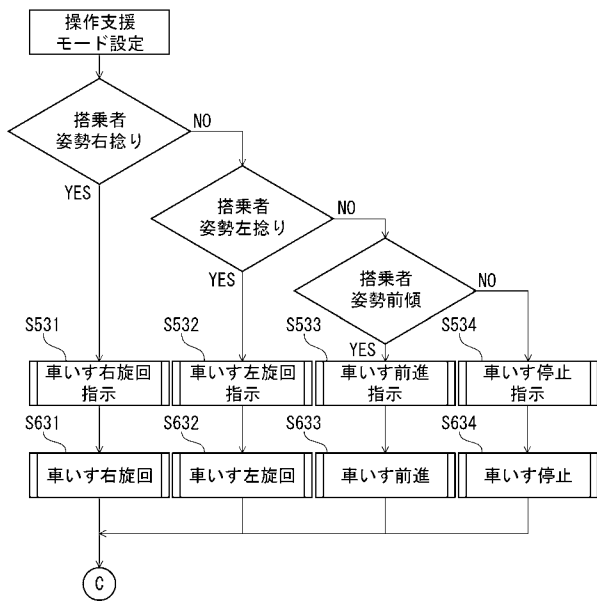 操作支援
モード設定
搭乗者
姿勢右捻り
NO
YES
搭乗者
姿勢左捻り
NO
YES
搭乗者
姿勢前傾
NO
YES
S531
S532
S533
S534
車いす右旋回
指示
車いす左旋回
指示
車いす前進
指示
車いす停止
指示
S631
S632
S633
S634
車いす右旋回
車いす左旋回
車いす前進
車いす停止
C